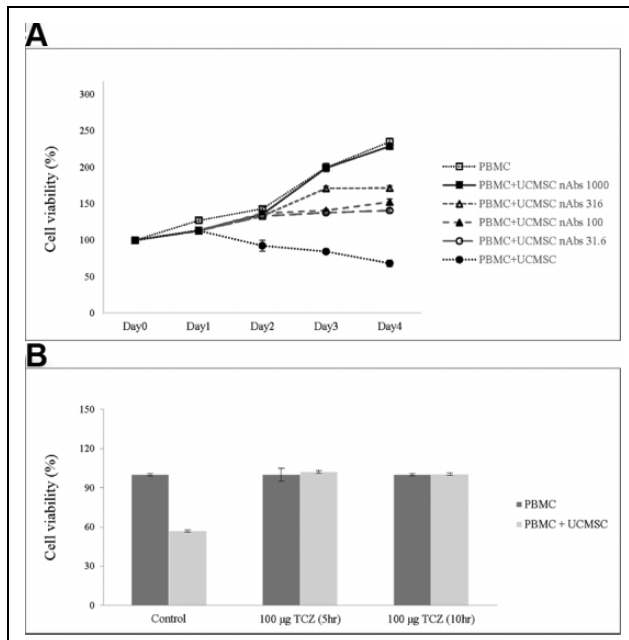 A
Cell viability (%)
300
250
200
150
100
50
0
Day0 Day1 Day2 Day3 Day4
PBMC
PBMC+UCMSC nAbs 1000
PBMC+UCMSC nAbs 316
PBMC+UCMSC nAbs 100
PBMC+UCMSC nAbs 31.6
PBMC+UCMSC
B
Cell viability (%)
150
120
90
60
30
0
Control 100 µg TCZ (5hr) 100 µg TCZ (10hr)
PBMC
PBMC + UCMSC